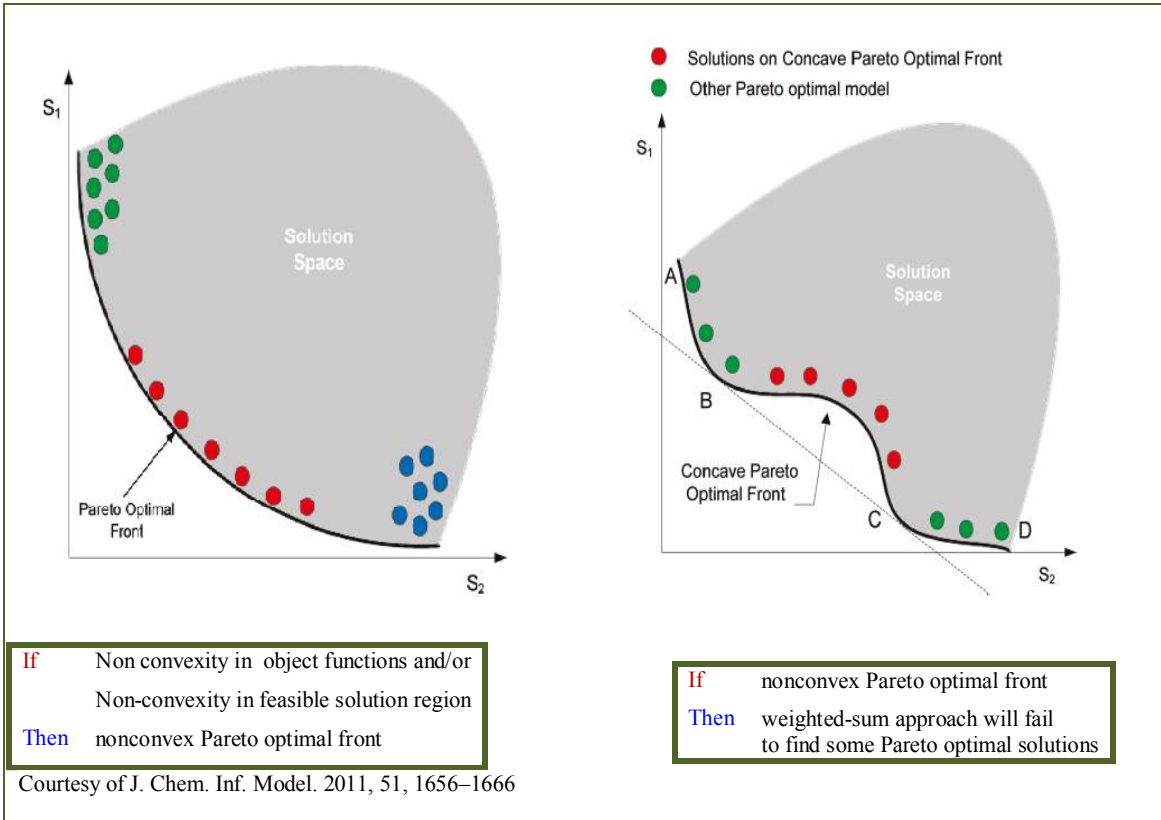 S1
Solution
Space
Pareto Optimal
Front
S2
Solutions on Concave Pareto Optimal Front
Other Pareto optimal model
S1
A
Solution
Space
B
Concave Pareto
Optimal Front
C
D
S2
If Non convexity in object functions and/or
Non-convexity in feasible solution region
Then nonconvex Pareto optimal front
If nonconvex Pareto optimal front
Then weighted-sum approach will fail
to find some Pareto optimal solutions
Courtesy of J. Chem. Inf. Model. 2011, 51, 1656–1666